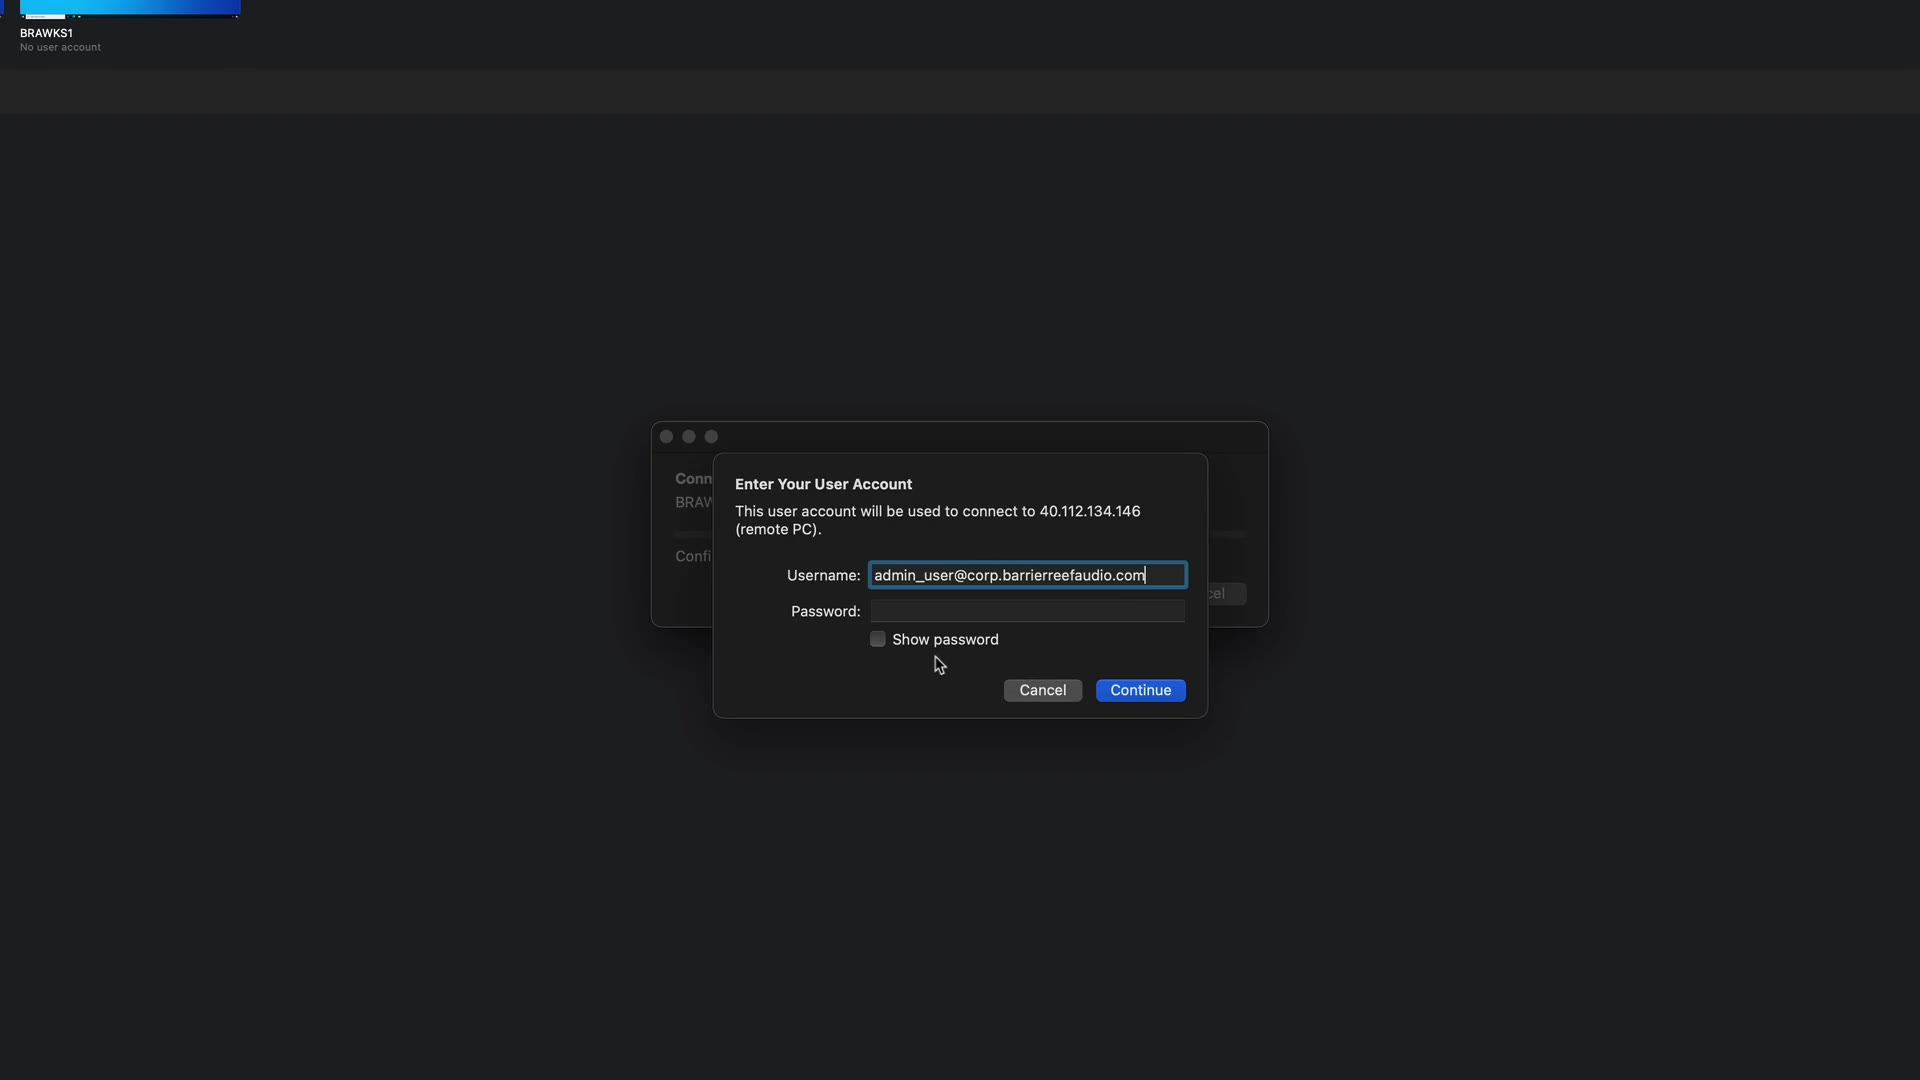 BRAWKS1
No user account
Conn
BRAW
Confi
cel
Enter Your User Account
This user account will be used to connect to 40.112.134.146
(remote PC).
Username: admin_user@corp.barrierreefaudio.com
Password:
Show password
Cancel Continue